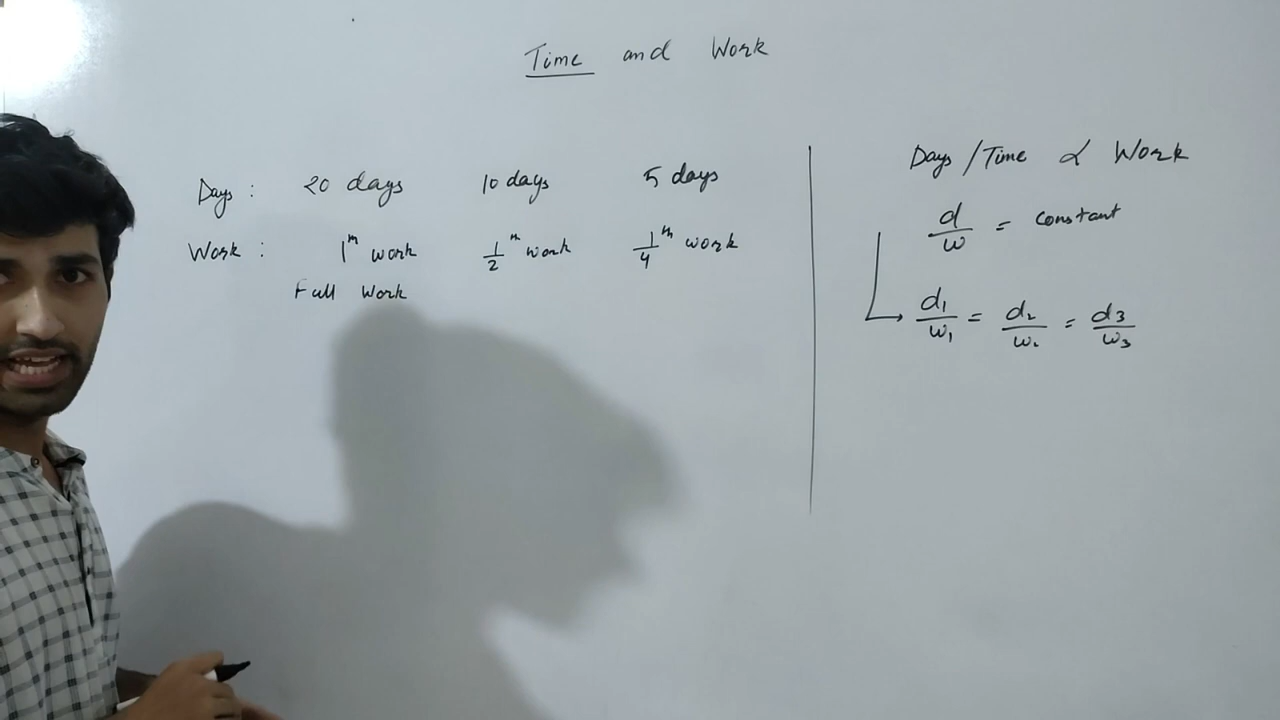 Time and Work
Days : 20 days 10 days 5 days
Work : 1th work 1/2th work 1/4th work
Full Work
Days / Time ∝ Work
d/w = constant
d1/w1 = d2/w2 = d3/w3